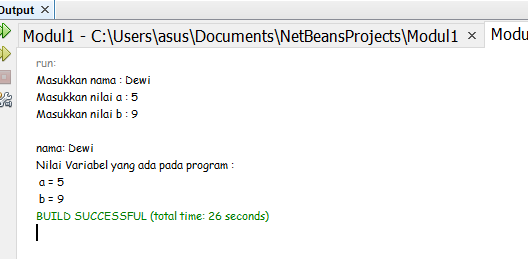 Output ×
Modul1 - C:\Users\asus\Documents\NetBeansProjects\Modul1 × Modu
run:
Masukkan nama : Dewi
Masukkan nilai a : 5
Masukkan nilai b : 9

nama: Dewi
Nilai Variabel yang ada pada program :
a = 5
b = 9
BUILD SUCCESSFUL (total time: 26 seconds)